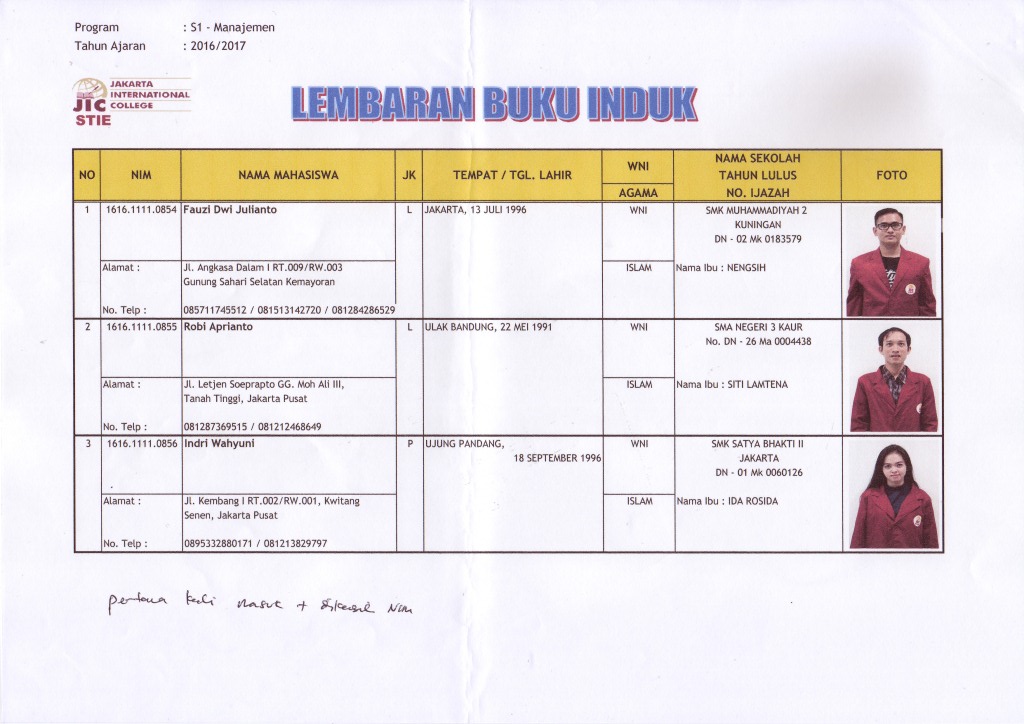 Program : S1 - Manajemen
Tahun Ajaran : 2016/2017
JAKARTA
INTERNATIONAL
COLLEGE
JIC
STIE
LEMBARAN BUKU INDUK
NO NIM NAMA MAHASISWA JK TEMPAT / TGL. LAHIR WNI AGAMA NAMA SEKOLAH TAHUN LULUS NO. IJAZAH FOTO
1 1616.1111.0854 Fauzi Dwi Julianto L JAKARTA, 13 JULI 1996 WNI SMK MUHAMMADIYAH 2
KUNINGAN
DN - 02 Mk 0183579
Alamat : Jl. Angkasa Dalam I RT.009/RW.003 ISLAM Nama Ibu : NENGSIH
Gunung Sahari Selatan Kemayoran
No. Telp : 085711745512 / 081513142720 / 081284286529
2 1616.1111.0855 Robi Aprianto L ULAK BANDUNG, 22 MEI 1991 WNI SMA NEGERI 3 KAUR
No. DN - 26 Ma 0004438
Alamat : Jl. Letjen Soeprapto GG. Moh Ali III, ISLAM Nama Ibu : SITI LAMTENA
Tanah Tinggi, Jakarta Pusat
No. Telp : 081287369515 / 081212468649
3 1616.1111.0856 Indri Wahyuni P UJUNG PANDANG, WNI SMK SATYA BHAKTI II
18 SEPTEMBER 1996 JAKARTA
DN - 01 Mk 0060126
Alamat : Jl. Kembang I RT.002/RW.001, Kwitang ISLAM Nama Ibu : IDA ROSIDA
Senen, Jakarta Pusat
No. Telp : 0895332880171 / 081213829797
pertama kali masuk + NIM